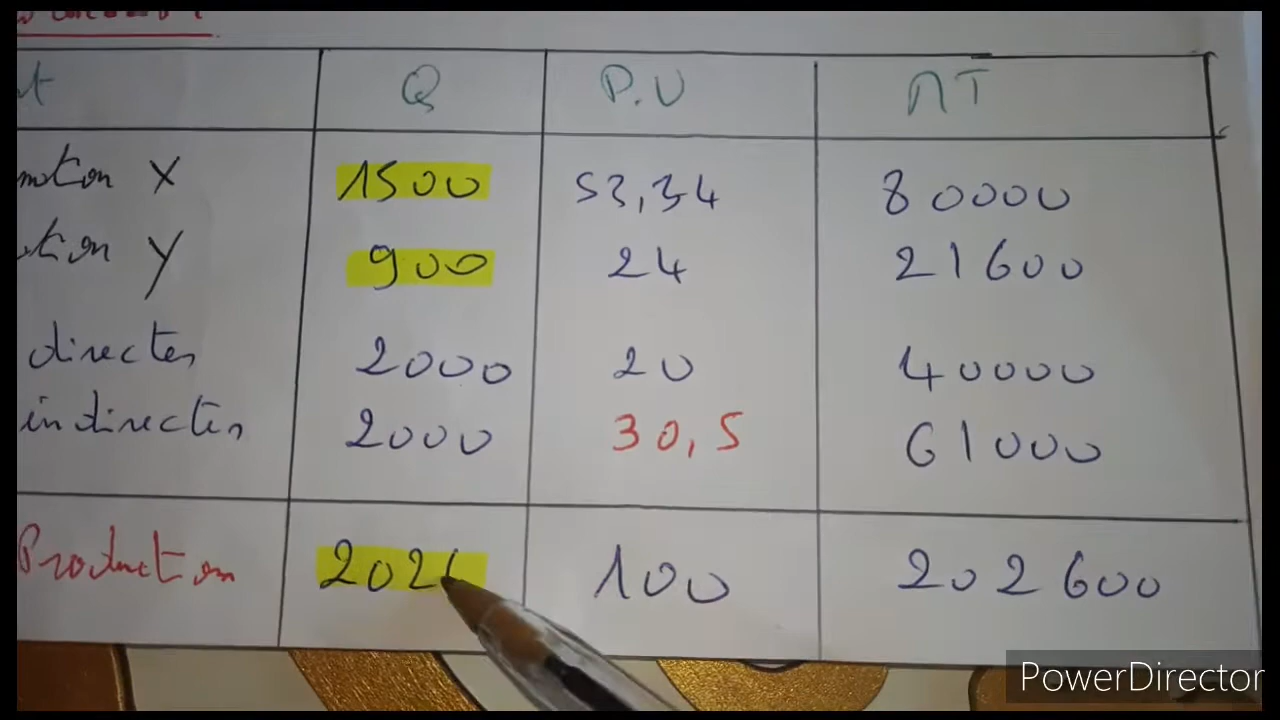 Q P.U MT
X 1500 53,34 80000
Y 900 24 21600
directes 2000 20 40000
indirectes 2000 30,5 61000
Production 2026 100 202600
PowerDirector